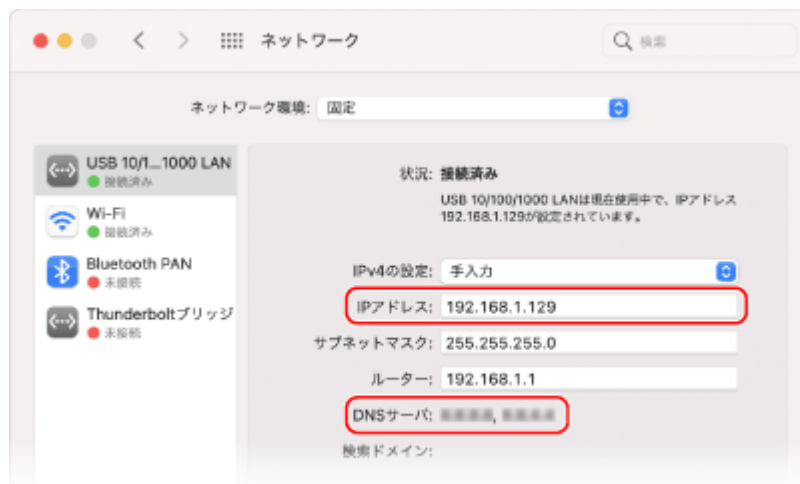 ネットワーク
検索
ネットワーク環境: 固定
USB 10/1...1000 LAN
接続済み
Wi-Fi
接続済み
Bluetooth PAN
未接続
Thunderboltブリッジ
未接続
状況: 接続済み
USB 10/100/1000 LANは現在使用中で、IPアドレス
192.168.1.129が設定されています。
IPv4の設定: 手入力
IPアドレス: 192.168.1.129
サブネットマスク: 255.255.255.0
ルーター: 192.168.1.1
DNSサーバ:
検索ドメイン: